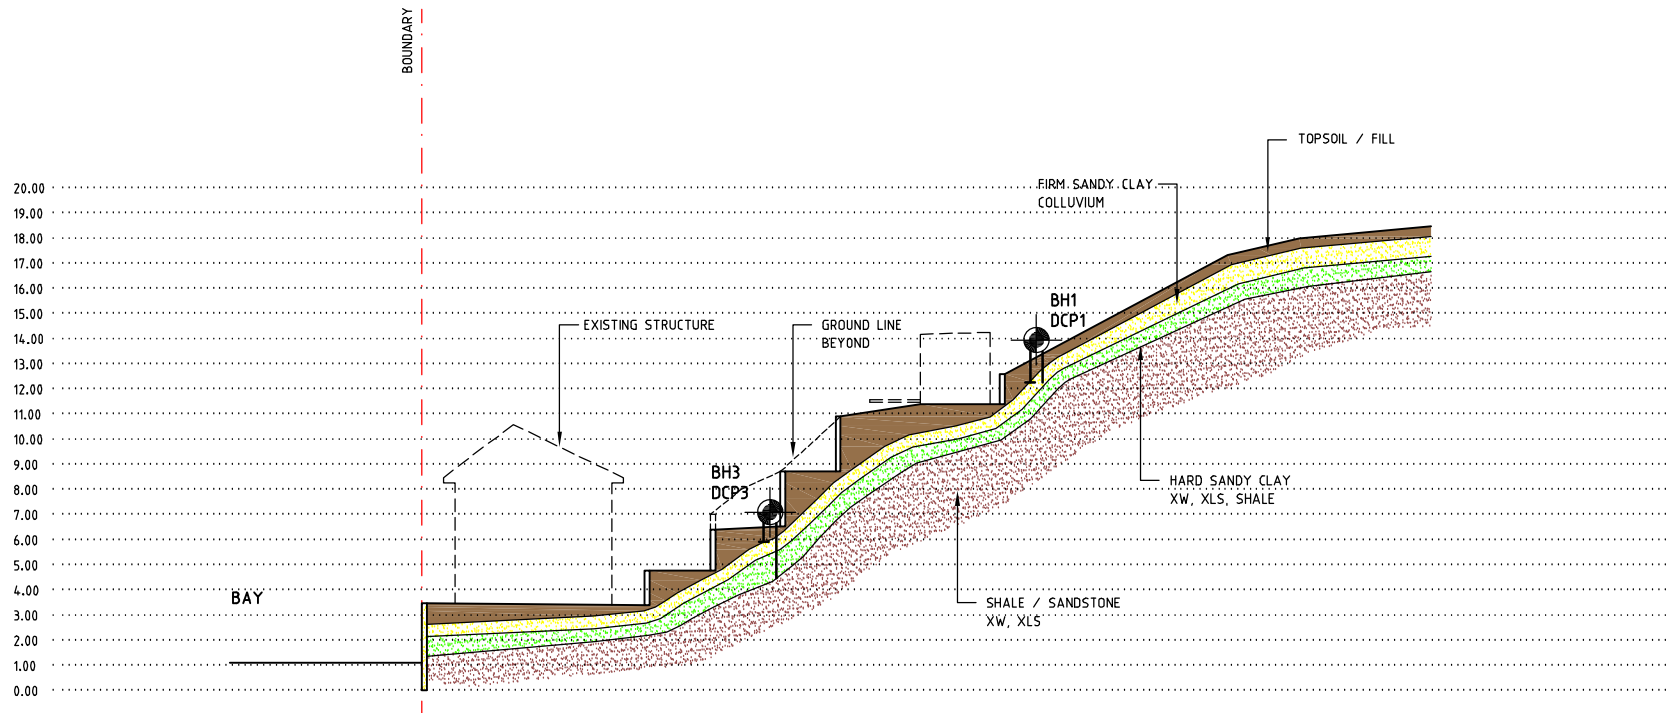 BOUNDARY
TOPSOIL / FILL
FIRM SANDY CLAY
COLLUVIUM
20.00
19.00
18.00
17.00
16.00
15.00
14.00
13.00
12.00
11.00
10.00
9.00
8.00
7.00
6.00
5.00
4.00
3.00
2.00
1.00
0.00
BH1
DCP1
EXISTING STRUCTURE
GROUND LINE
BEYOND
BH3
DCP3
HARD SANDY CLAY
XW, XLS, SHALE
BAY
SHALE / SANDSTONE
XW, XLS